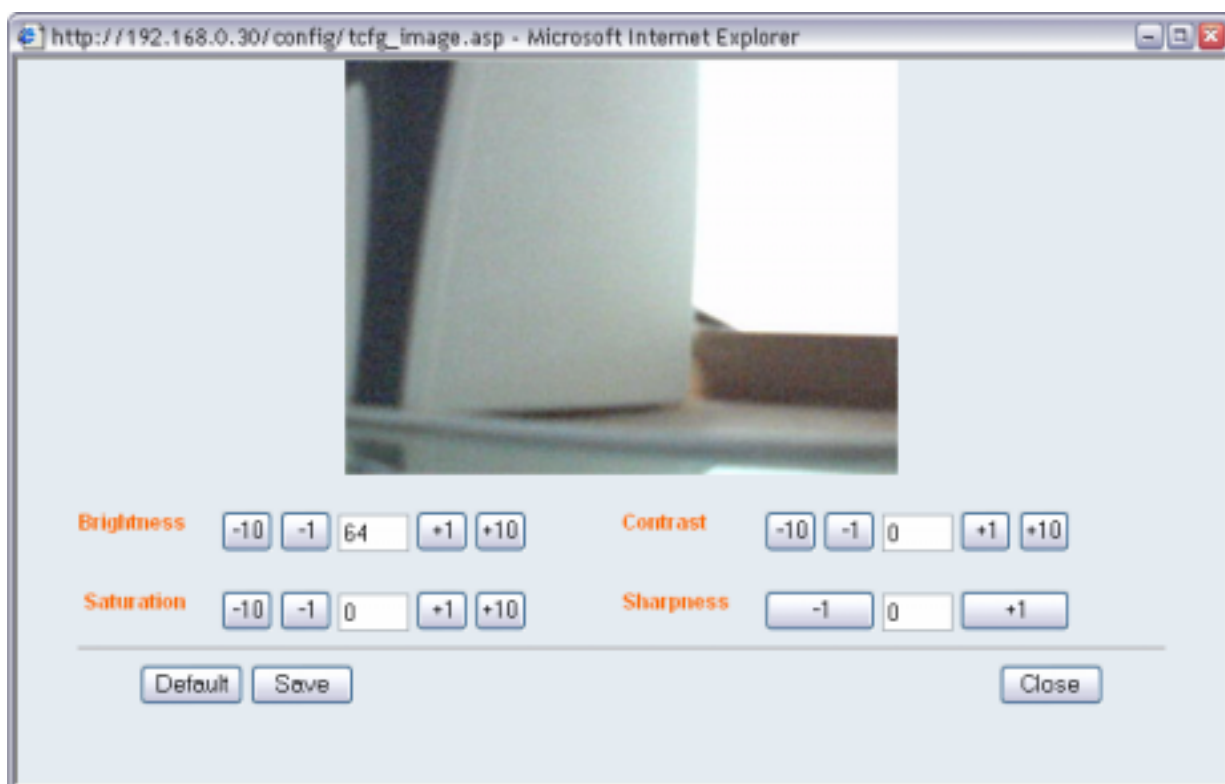 http://192.168.0.30/config/tcfg_image.asp - Microsoft Internet Explorer
Brightness -10 -1 64 +1 +10 Contrast -10 -1 0 +1 +10
Saturation -10 -1 0 +1 +10 Sharpness -1 0 +1
Default Save Close